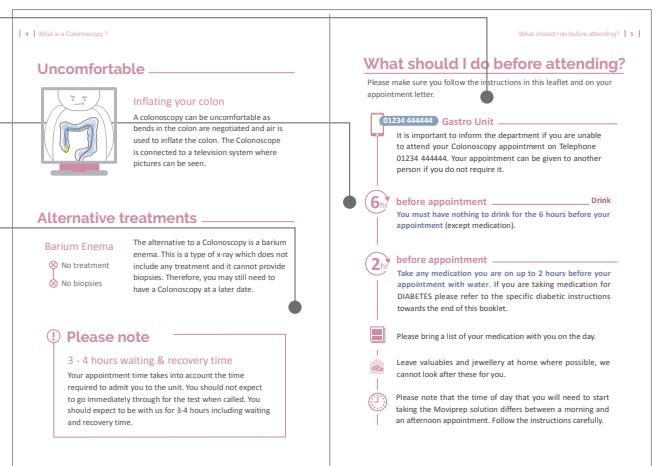 | 4 | What is a Colonoscopy ?
Uncomfortable
Inflating your colon
A colonoscopy can be uncomfortable as
bends in the colon are negotiated and air is
used to inflate the colon. The Colonoscope
is connected to a television system where
pictures can be seen.
Alternative treatments
Barium Enema
No treatment
No biopsies
The alternative to a Colonoscopy is a barium
enema. This is a type of x-ray which does not
include any treatment and it cannot provide
biopsies. Therefore, you may still need to
have a Colonoscopy at a later date.
Please note
3 - 4 hours waiting & recovery time
Your appointment time takes into account the time
required to admit you to the unit. You should not expect
to go immediately through for the test when called. You
should expect to be with us for 3-4 hours including waiting
and recovery time.
What should I do before attending? | 5 |
What should I do before attending?
Please make sure you follow the instructions in this leaflet and on your
appointment letter.
01234 444444 Gastro Unit
It is important to inform the department if you are unable
to attend your Colonoscopy appointment on Telephone
01234 444444. Your appointment can be given to another
person if you do not require it.
6hr before appointment Drink
You must have nothing to drink for the 6 hours before your
appointment (except medication).
2hr before appointment
Take any medication you are on up to 2 hours before your
appointment with water. If you are taking medication for
DIABETES please refer to the specific diabetic instructions
towards the end of this booklet.
Please bring a list of your medication with you on the day.
Leave valuables and jewellery at home where possible, we
cannot look after these for you.
Please note that the time of day that you will need to start
taking the Moviprep solution differs between a morning and
an afternoon appointment. Follow the instructions carefully.